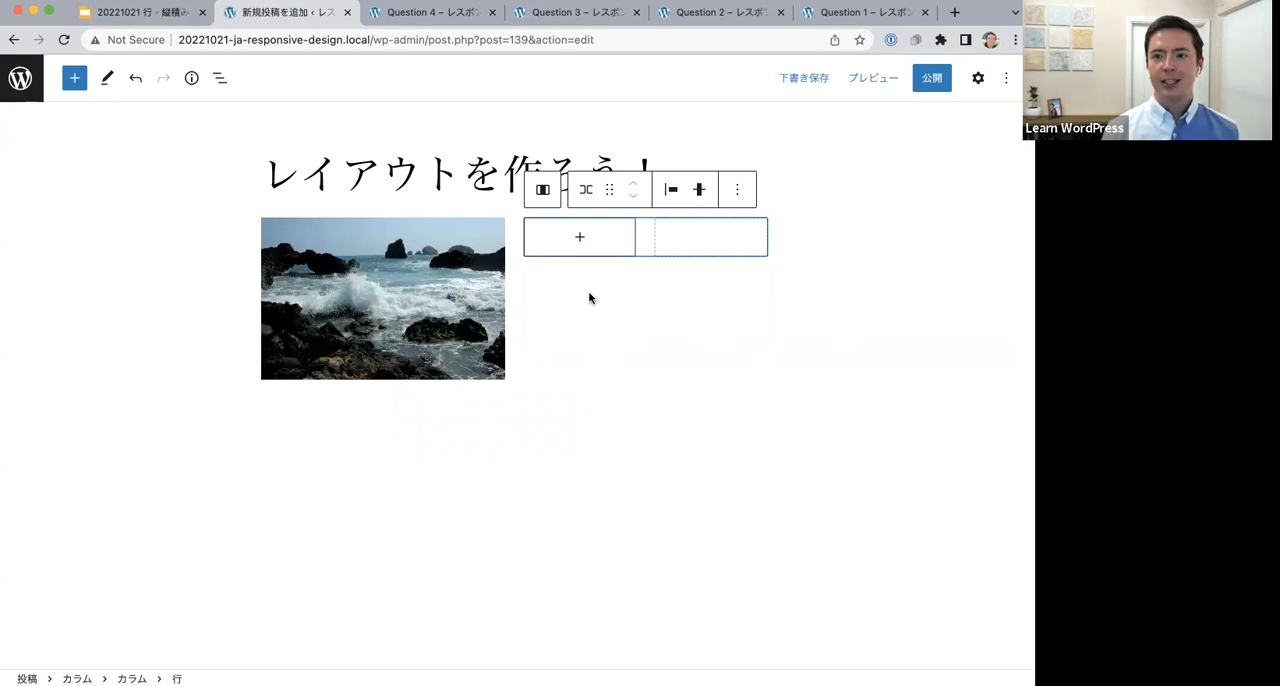 20221021 行・縦積み
新規投稿を追加 ‹ レス
Question 4 – レスポン
Question 3 – レスポン
Question 2 – レスポン
Question 1 – レスポン
Not Secure
20221021-ja-responsive-design.local/wp-admin/post.php?post=139&action=edit
下書き保存
プレビュー
公開
Learn WordPress
レイアウトを作ろう！
投稿 > カラム > カラム > 行